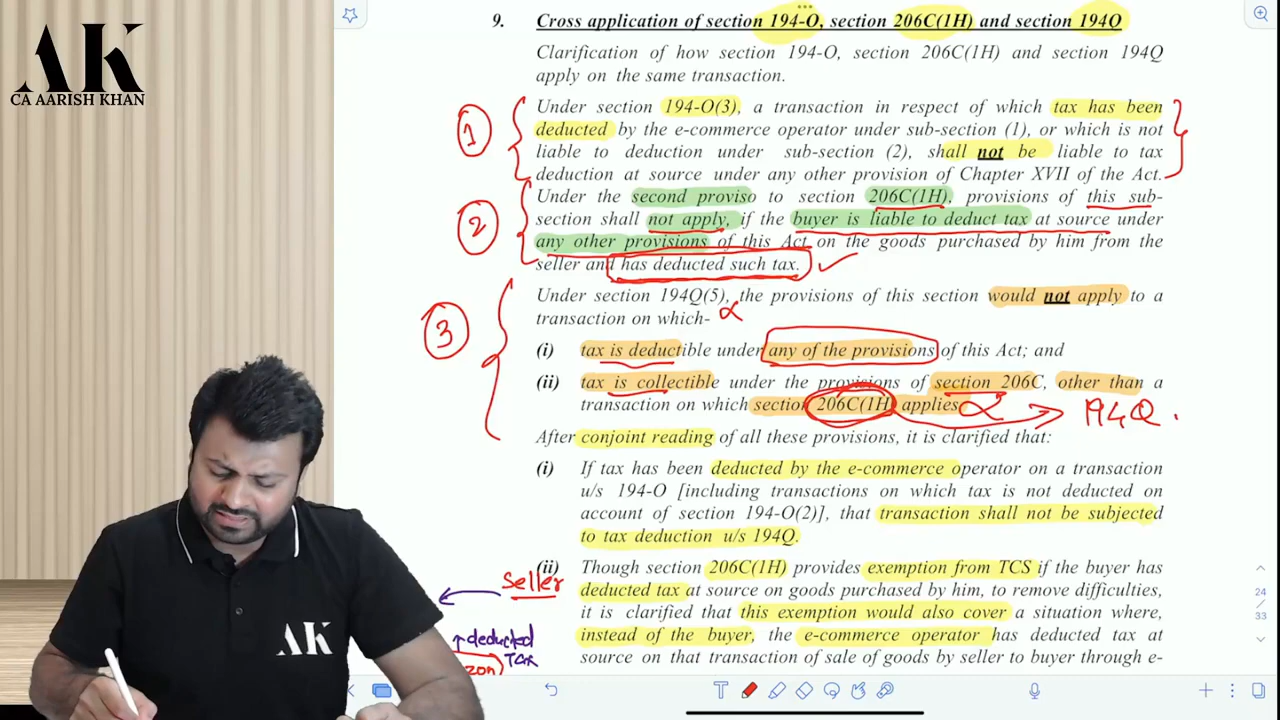 AK
CA AARISH KHAN
9. Cross application of section 194-O, section 206C(1H) and section 194Q
Clarification of how section 194-O, section 206C(1H) and section 194Q
apply on the same transaction.
1
Under section 194-O(3), a transaction in respect of which tax has been
deducted by the e-commerce operator under sub-section (1), or which is not
liable to deduction under sub-section (2), shall not be liable to tax
deduction at source under any other provision of Chapter XVII of the Act.
2
Under the second proviso to section 206C(1H), provisions of this sub-
section shall not apply, if the buyer is liable to deduct tax at source under
any other provisions of this Act on the goods purchased by him from the
seller and has deducted such tax.
3
Under section 194Q(5), the provisions of this section would not apply to a
transaction on which-
(i) tax is deductible under any of the provisions of this Act; and
(ii) tax is collectible under the provisions of section 206C, other than a
transaction on which section 206C(1H) applies
194Q.
After conjoint reading of all these provisions, it is clarified that:
(i) If tax has been deducted by the e-commerce operator on a transaction
u/s 194-O [including transactions on which tax is not deducted on
account of section 194-O(2)], that transaction shall not be subjected
to tax deduction u/s 194Q.
(ii) Though section 206C(1H) provides exemption from TCS if the buyer has
deducted tax at source on goods purchased by him, to remove difficulties,
it is clarified that this exemption would also cover a situation where,
instead of the buyer, the e-commerce operator has deducted tax at
source on that transaction of sale of goods by seller to buyer through e-
seller
deducted
Tax
zon)
AK
24
33
T